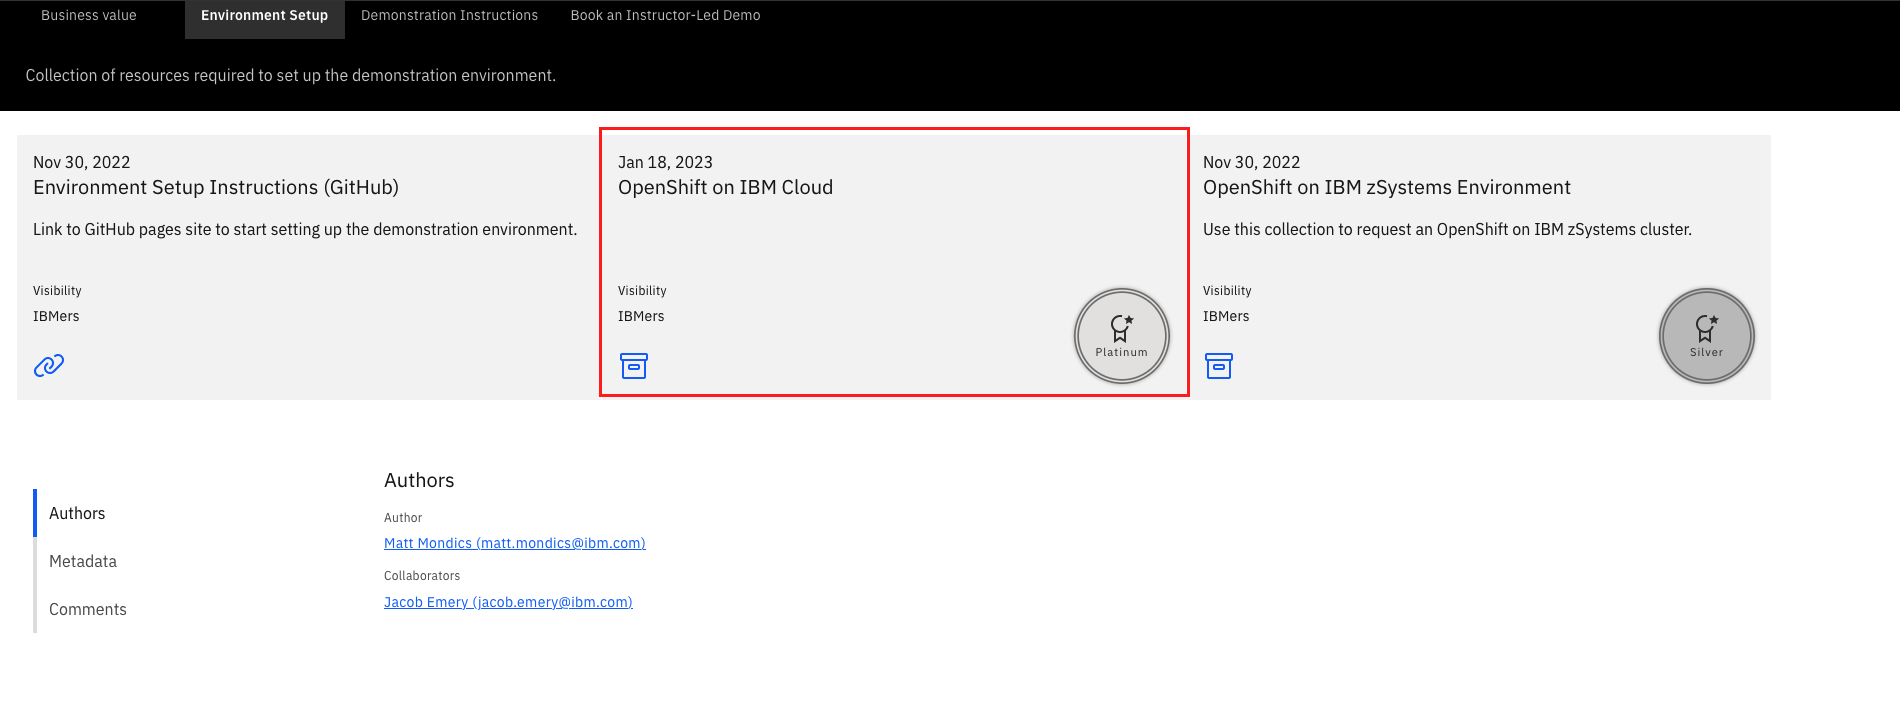 Business value
Environment Setup
Demonstration Instructions
Book an Instructor-Led Demo
Collection of resources required to set up the demonstration environment.
Nov 30, 2022
Environment Setup Instructions (GitHub)
Link to GitHub pages site to start setting up the demonstration environment.
Visibility
IBMers
Jan 18, 2023
OpenShift on IBM Cloud
Visibility
IBMers
Platinum
Nov 30, 2022
OpenShift on IBM zSystems Environment
Use this collection to request an OpenShift on IBM zSystems cluster.
Visibility
IBMers
Silver
Authors
Metadata
Comments
Authors
Author
Matt Mondics (matt.mondics@ibm.com)
Collaborators
Jacob Emery (jacob.emery@ibm.com)